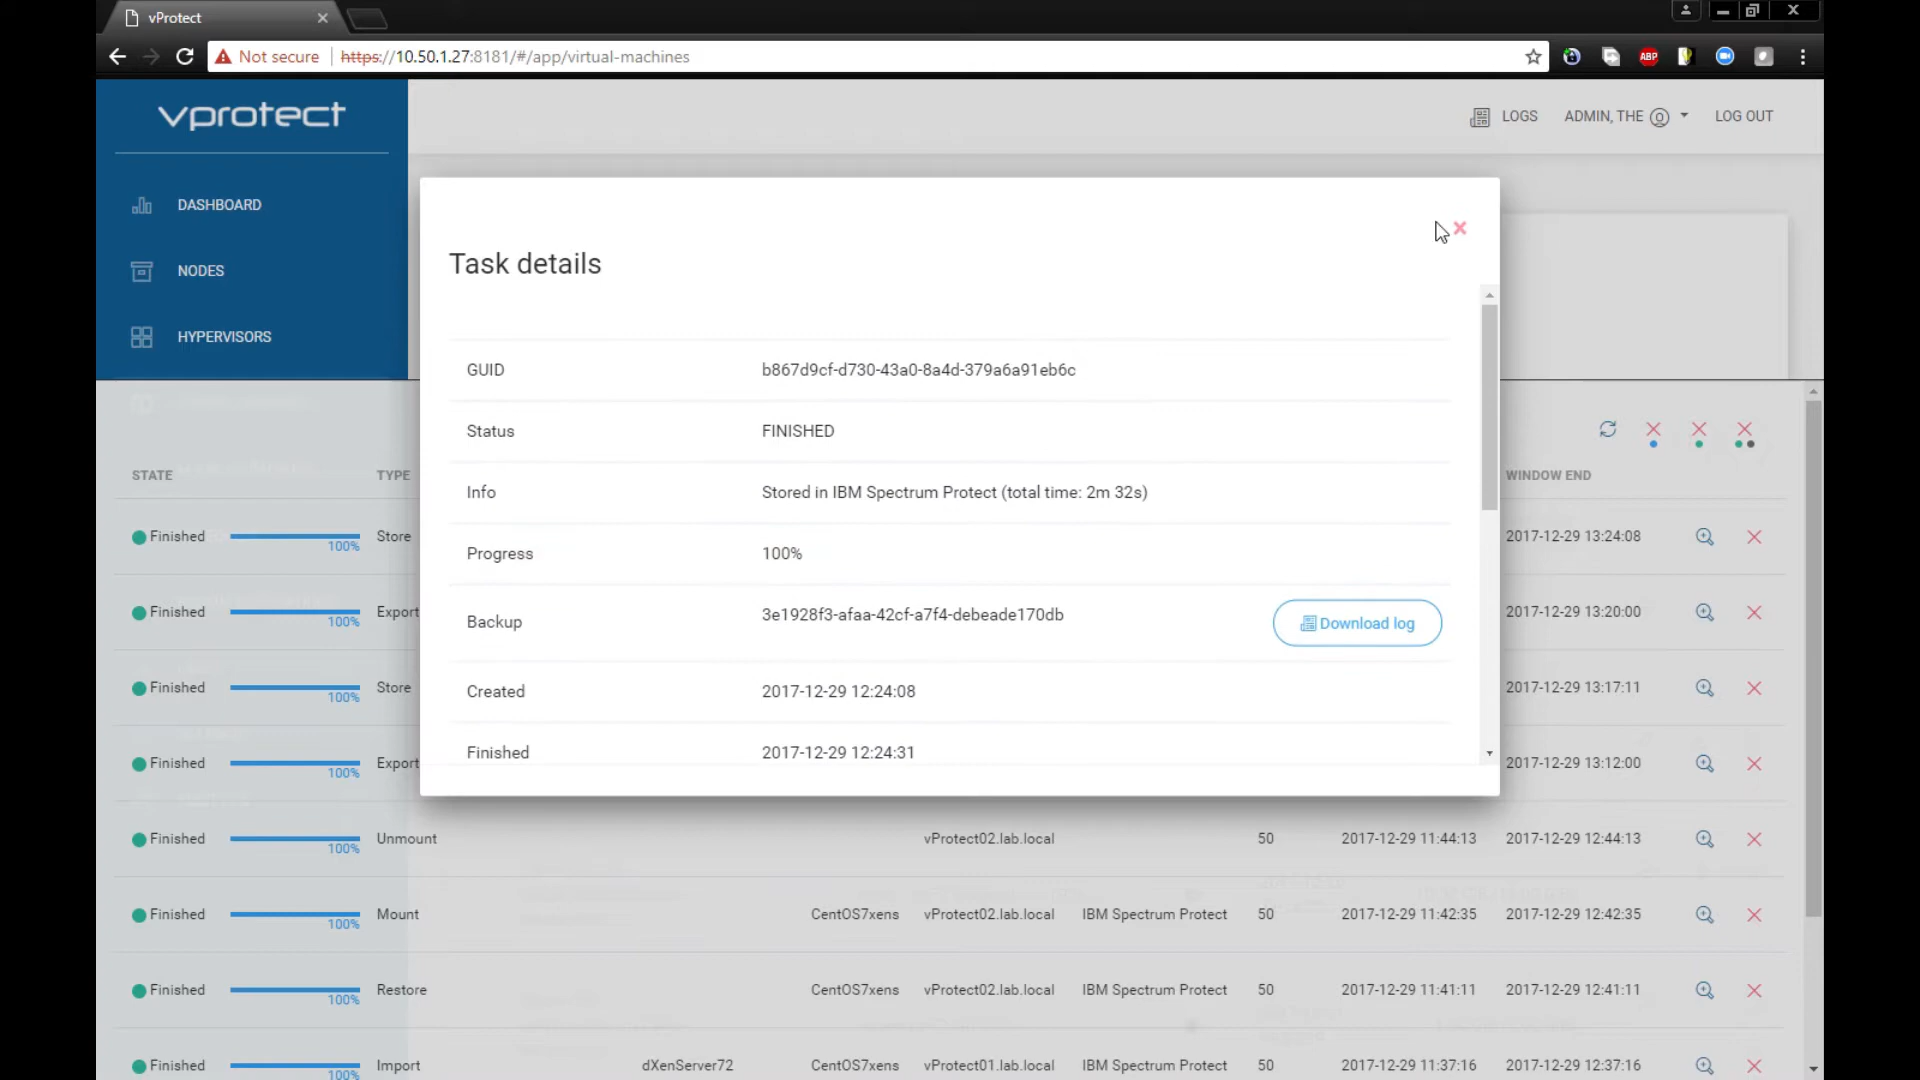 vProtect
Not secure https://10.50.1.27:8181/#/app/virtual-machines
ABP
vprotect
LOGS ADMIN, THE LOG OUT
DASHBOARD
NODES
HYPERVISORS
Task details
GUID b867d9cf-d730-43a0-8a4d-379a6a91eb6c
Status FINISHED
Info Stored in IBM Spectrum Protect (total time: 2m 32s)
Progress 100%
Backup 3e1928f3-afaa-42cf-a7f4-debeade170db Download log
Created 2017-12-29 12:24:08
Finished 2017-12-29 12:24:31
STATE TYPE WINDOW END
Finished 100% Store 2017-12-29 13:24:08
Finished 100% Export 2017-12-29 13:20:00
Finished 100% Store 2017-12-29 13:17:11
Finished 100% Export 2017-12-29 13:12:00
Finished 100% Unmount vProtect02.lab.local 50 2017-12-29 11:44:13 2017-12-29 12:44:13
Finished 100% Mount CentOS7xens vProtect02.lab.local IBM Spectrum Protect 50 2017-12-29 11:42:35 2017-12-29 12:42:35
Finished 100% Restore CentOS7xens vProtect02.lab.local IBM Spectrum Protect 50 2017-12-29 11:41:11 2017-12-29 12:41:11
Finished 100% Import dXenServer72 CentOS7xens vProtect01.lab.local IBM Spectrum Protect 50 2017-12-29 11:37:16 2017-12-29 12:37:16